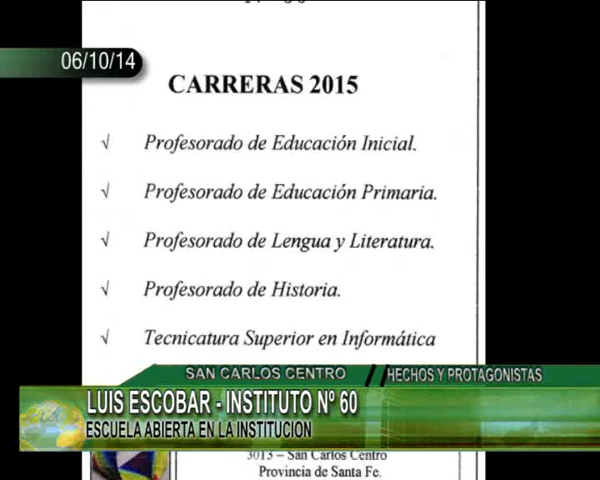 06/10/14
CARRERAS 2015
√ Profesorado de Educación Inicial.
√ Profesorado de Educación Primaria.
√ Profesorado de Lengua y Literatura.
√ Profesorado de Historia.
√ Tecnicatura Superior en Informática
SAN CARLOS CENTRO // HECHOS Y PROTAGONISTAS
LUIS ESCOBAR - INSTITUTO Nº 60
ESCUELA ABIERTA EN LA INSTITUCION
3013 – San Carlos Centro
Provincia de Santa Fe.